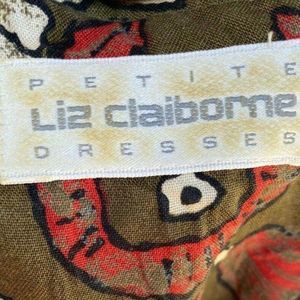 PETITE
Liz claiborne
DRESSES